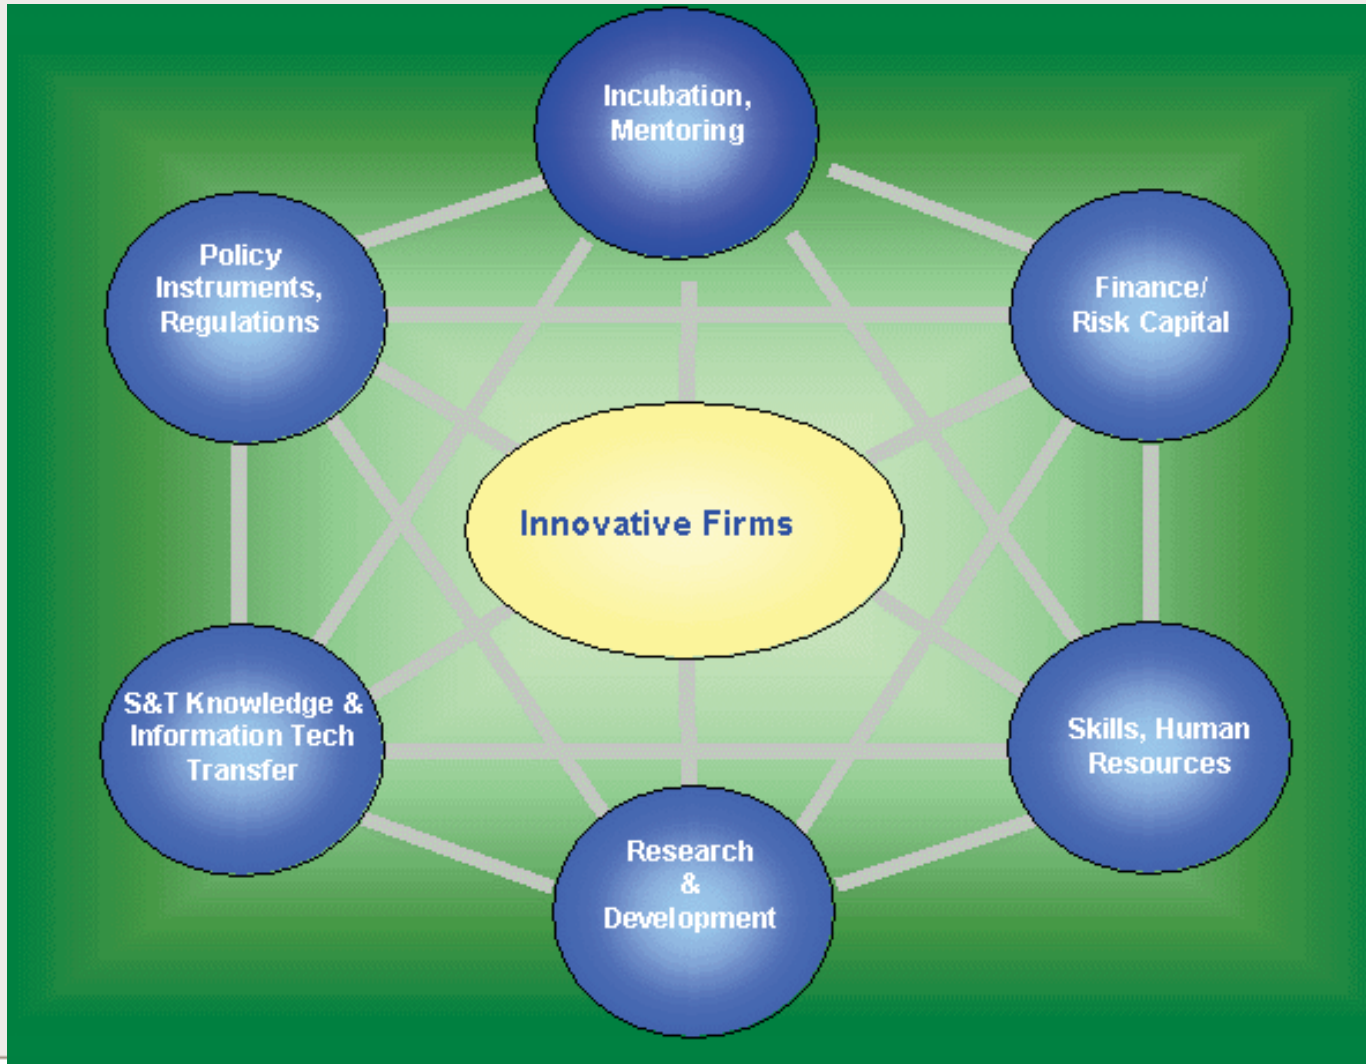 Incubation,
Mentoring
Policy
Instruments,
Regulations
Finance/
Risk Capital
Innovative Firms
S&T Knowledge &
Information Tech
Transfer
Skills, Human
Resources
Research
&
Development